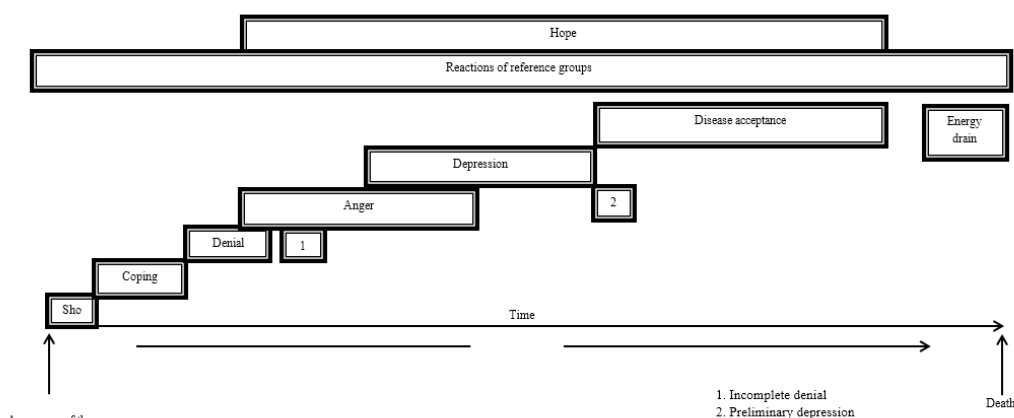 Hope
Reactions of reference groups
Disease acceptance
Energy
drain
Depression
Anger
2
Denial
1
Coping
Sho
Time
1. Incomplete denial
2. Preliminary depression
Death